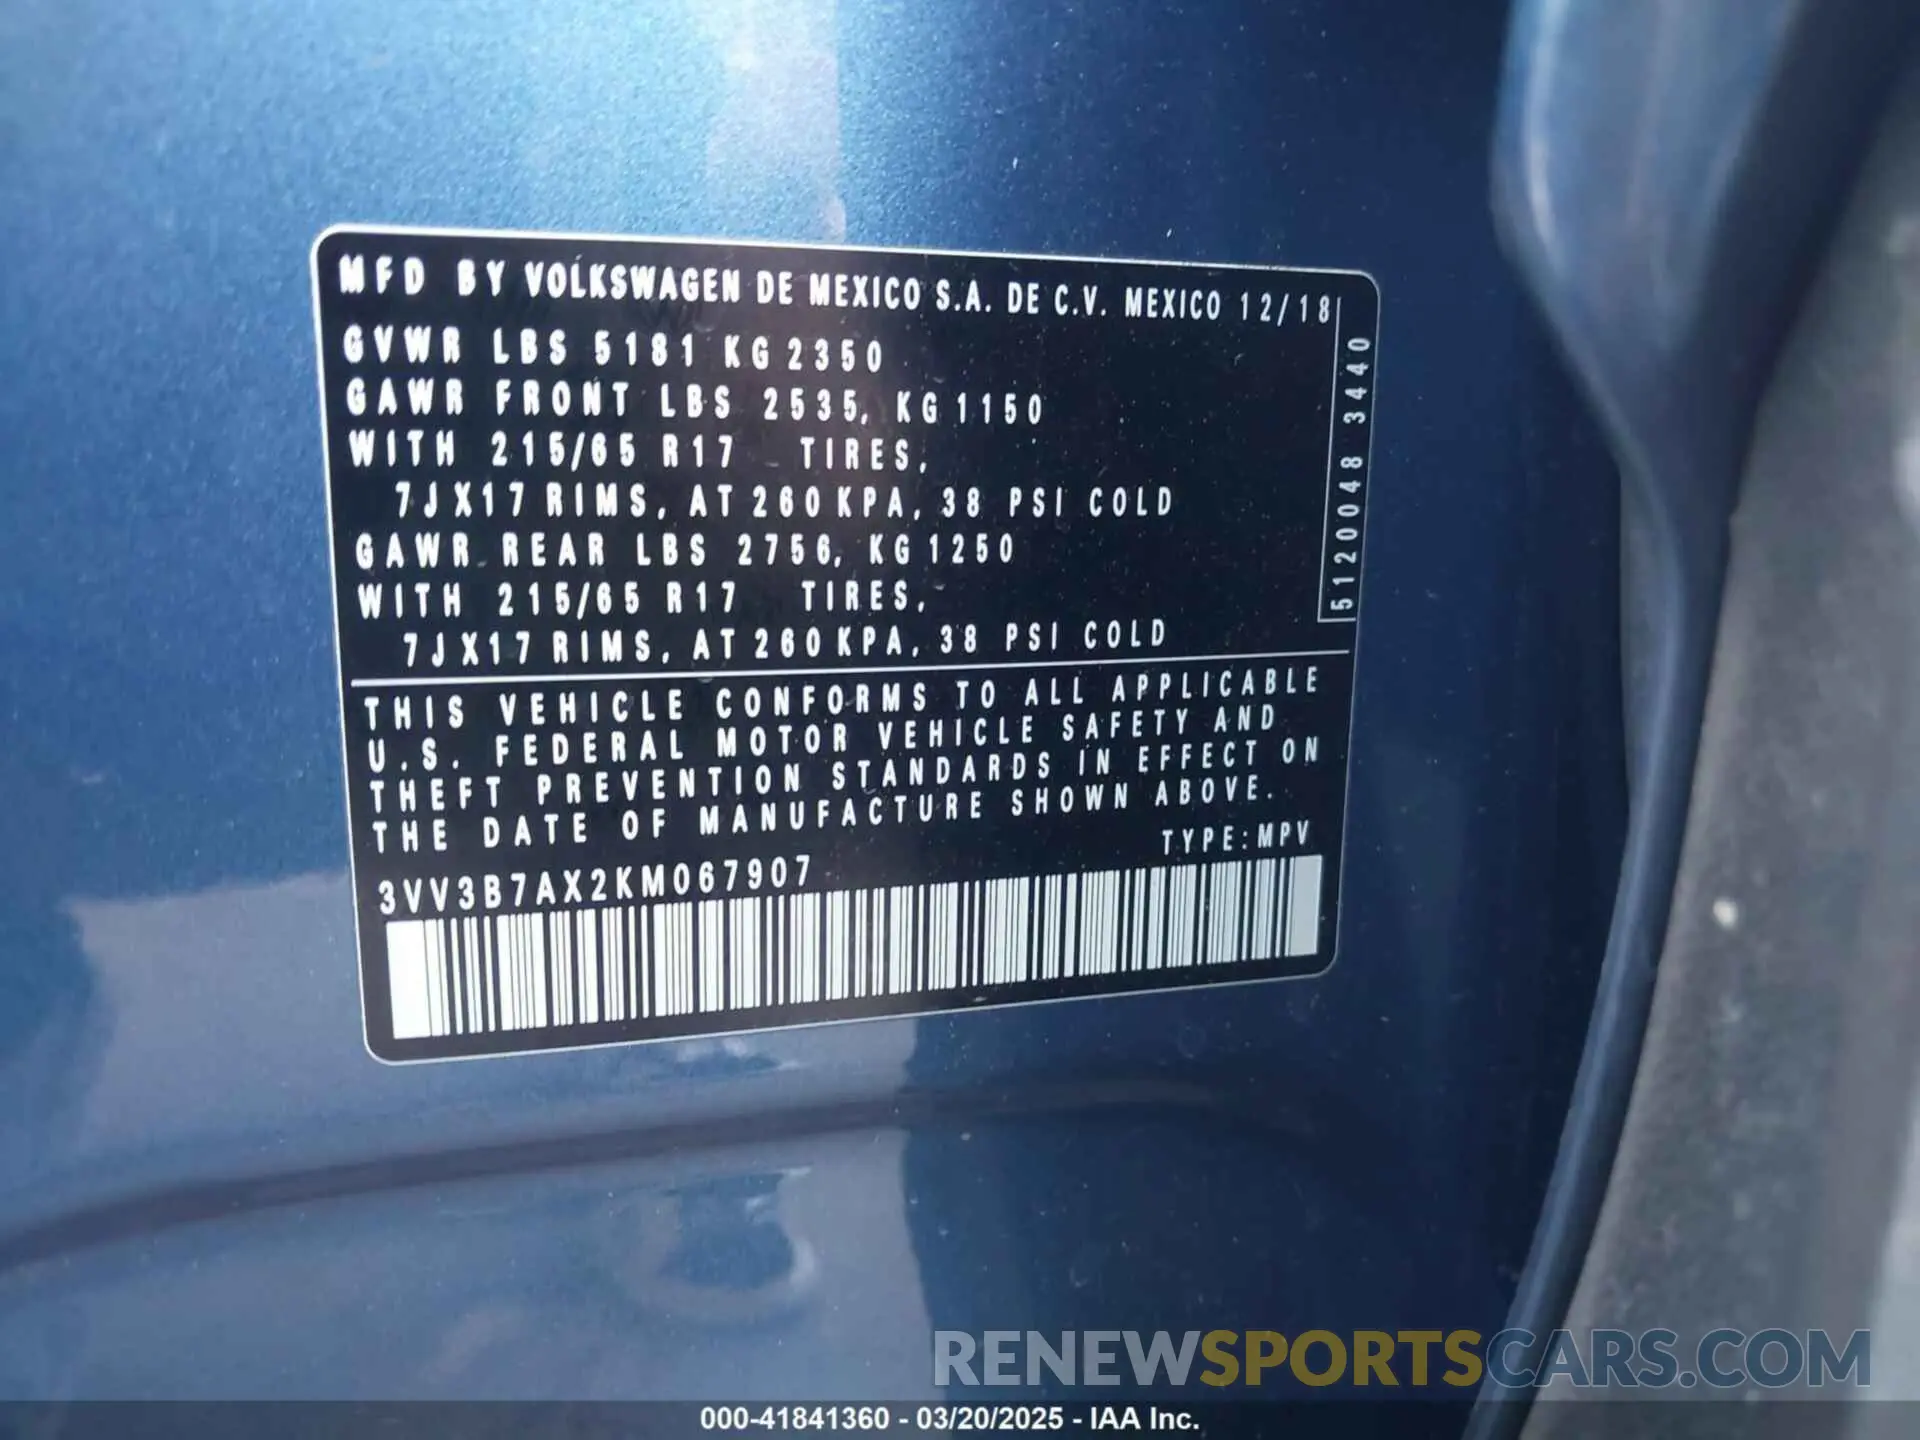 MFD BY VOLKSWAGEN DE MEXICO S.A. DE C.V. MEXICO 12/18
GVWR LBS 5181 KG 2350
GAWR FRONT LBS 2535, KG 1150
WITH 215/65 R17 TIRES,
7JX17 RIMS, AT 260 KPA, 38 PSI COLD
GAWR REAR LBS 2756, KG 1250
WITH 215/65 R17 TIRES,
7JX17 RIMS, AT 260 KPA, 38 PSI COLD
5120048 3440
THIS VEHICLE CONFORMS TO ALL APPLICABLE
U.S. FEDERAL MOTOR VEHICLE SAFETY AND
THEFT PREVENTION STANDARDS IN EFFECT ON
THE DATE OF MANUFACTURE SHOWN ABOVE.
TYPE:MPV
3VV3B7AX2KM067907
RENEWSPORTSCARS.COM
000-41841360 - 03/20/2025 - IAA Inc.